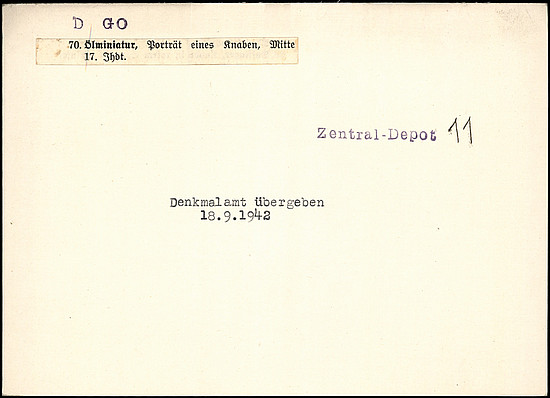 D GO
70. Ölminiatur, Porträt eines Knaben, Mitte
17. Jhdt.
Zentral-Depot 11
Denkmalamt übergeben
18.9.1942